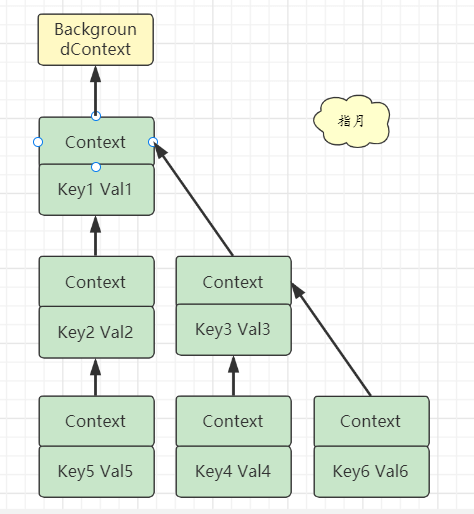 Backgroun
dContext
指月
Context
Key1 Val1
Context
Key2 Val2
Context
Key3 Val3
Context
Key5 Val5
Context
Key4 Val4
Context
Key6 Val6